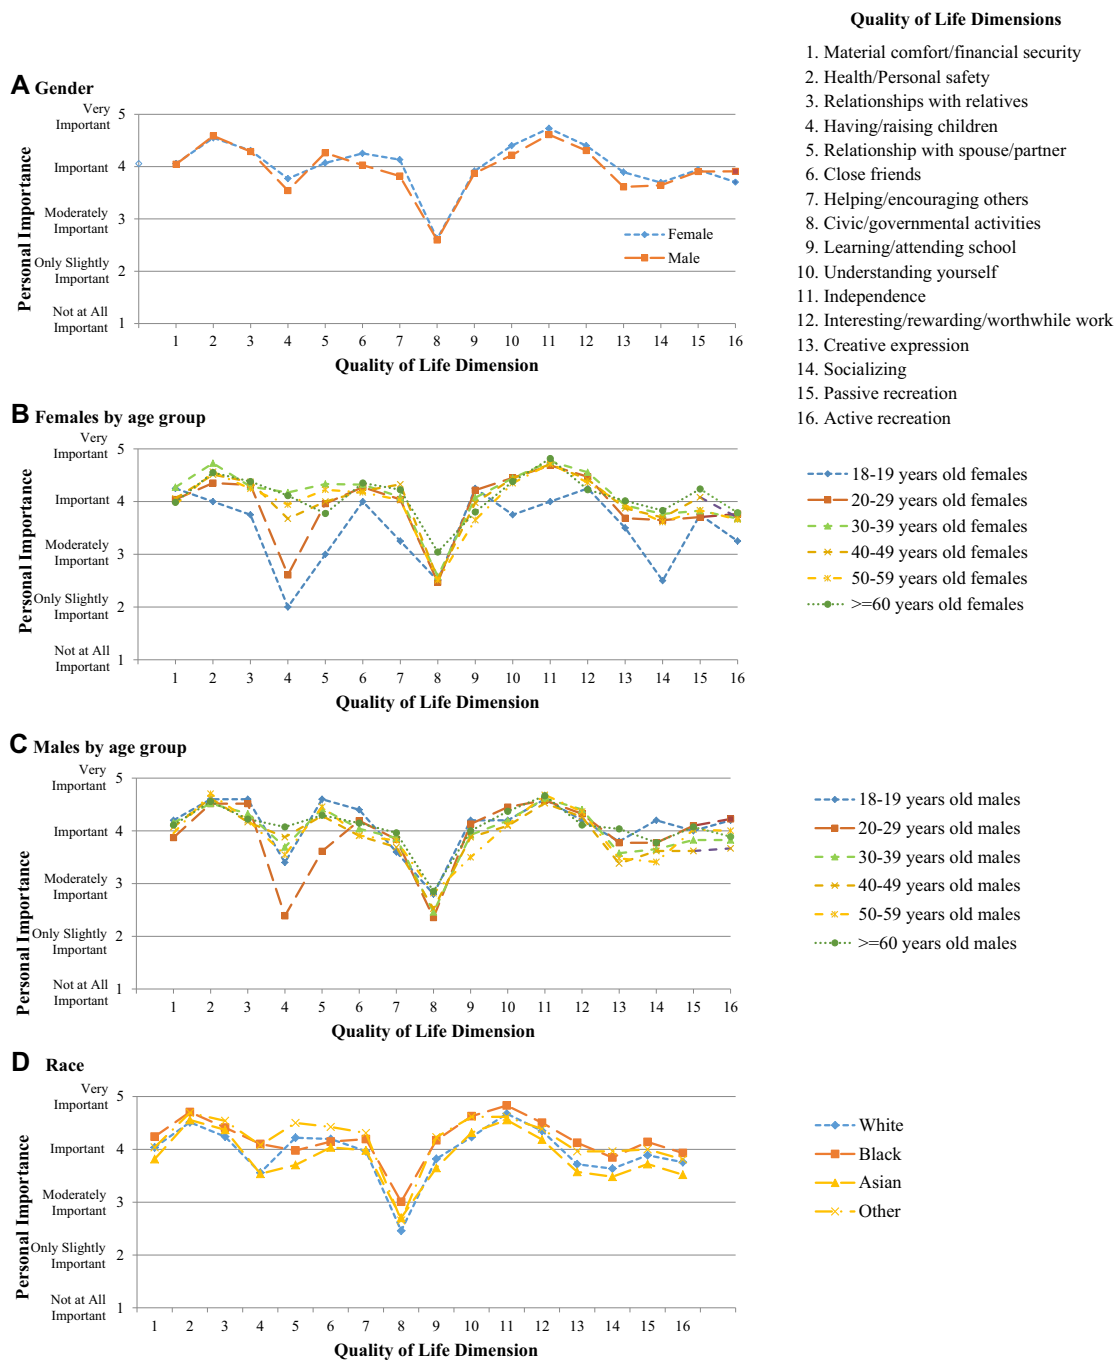 Quality of Life Dimensions
1. Material comfort/financial security
2. Health/Personal safety
3. Relationships with relatives
4. Having/raising children
5. Relationship with spouse/partner
6. Close friends
7. Helping/encouraging others
8. Civic/governmental activities
9. Learning/attending school
10. Understanding yourself
11. Independence
12. Interesting/rewarding/worthwhile work
13. Creative expression
14. Socializing
15. Passive recreation
16. Active recreation
A Gender
Personal Importance
Very
Important
5
Important
4
Moderately
Important
3
Only Slightly
Important
2
Not at All
Important
1
Female
Male
1 2 3 4 5 6 7 8 9 10 11 12 13 14 15 16
Quality of Life Dimension
B Females by age group
Personal Importance
Very
Important
5
Important
4
Moderately
Important
3
Only Slightly
Important
2
Not at All
Important
1
1 2 3 4 5 6 7 8 9 10 11 12 13 14 15 16
Quality of Life Dimension
18-19 years old females
20-29 years old females
30-39 years old females
40-49 years old females
50-59 years old females
>=60 years old females
C Males by age group
Personal Importance
Very
Important
5
Important
4
Moderately
Important
3
Only Slightly
Important
2
Not at All
Important
1
1 2 3 4 5 6 7 8 9 10 11 12 13 14 15 16
Quality of Life Dimension
18-19 years old males
20-29 years old males
30-39 years old males
40-49 years old males
50-59 years old males
>=60 years old males
D Race
Personal Importance
Very
Important
5
Important
4
Moderately
Important
3
Only Slightly
Important
2
Not at All
Important
1
1 2 3 4 5 6 7 8 9 10 11 12 13 14 15 16
Quality of Life Dimension
White
Black
Asian
Other